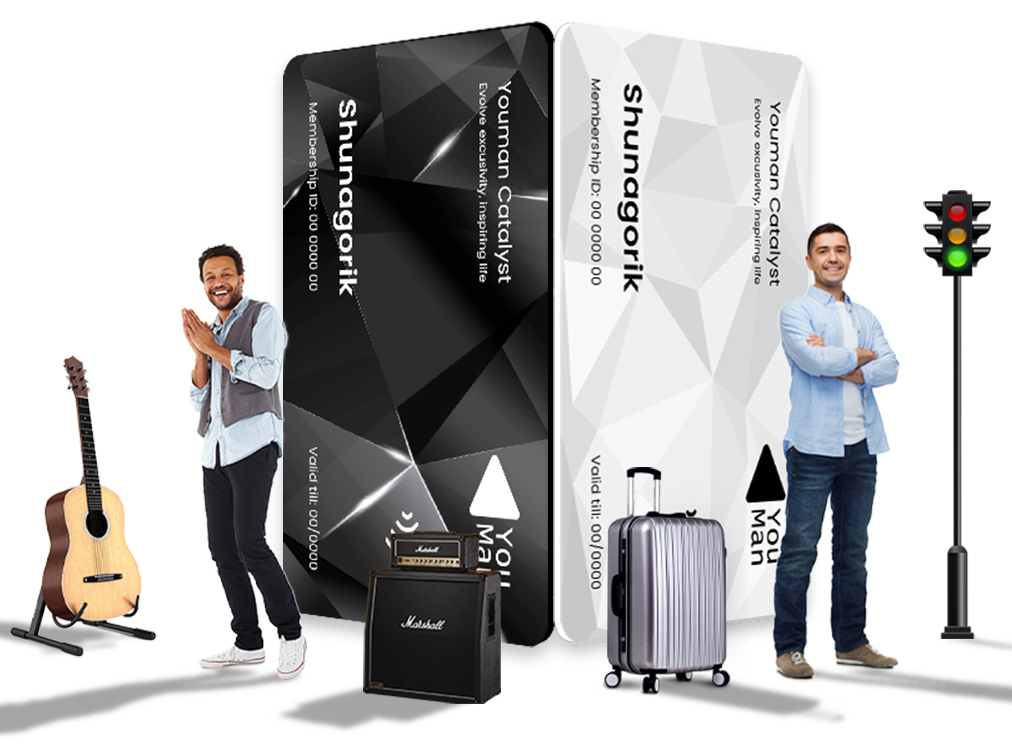 Youman Catalyst
Evolve excusivity, inspiring life
Shunagorik
Membership ID: 00 0000 00
Valid till: 00/0000
You
Man
Youman Catalyst
Evolve excusivity, inspiring life
Shunagorik
Membership ID: 00 0000 00
Valid till: 00/0000
You
Man
Marshall
Marshall